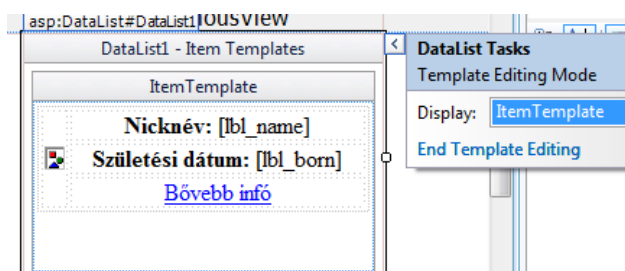 asp:DataList#DataList1 iousview
DataList1 - Item Templates
ItemTemplate
Nicknév: [lbl_name]
Születési dátum: [lbl_born]
Bővebb infó
DataList Tasks
Template Editing Mode
Display: ItemTemplate
End Template Editing